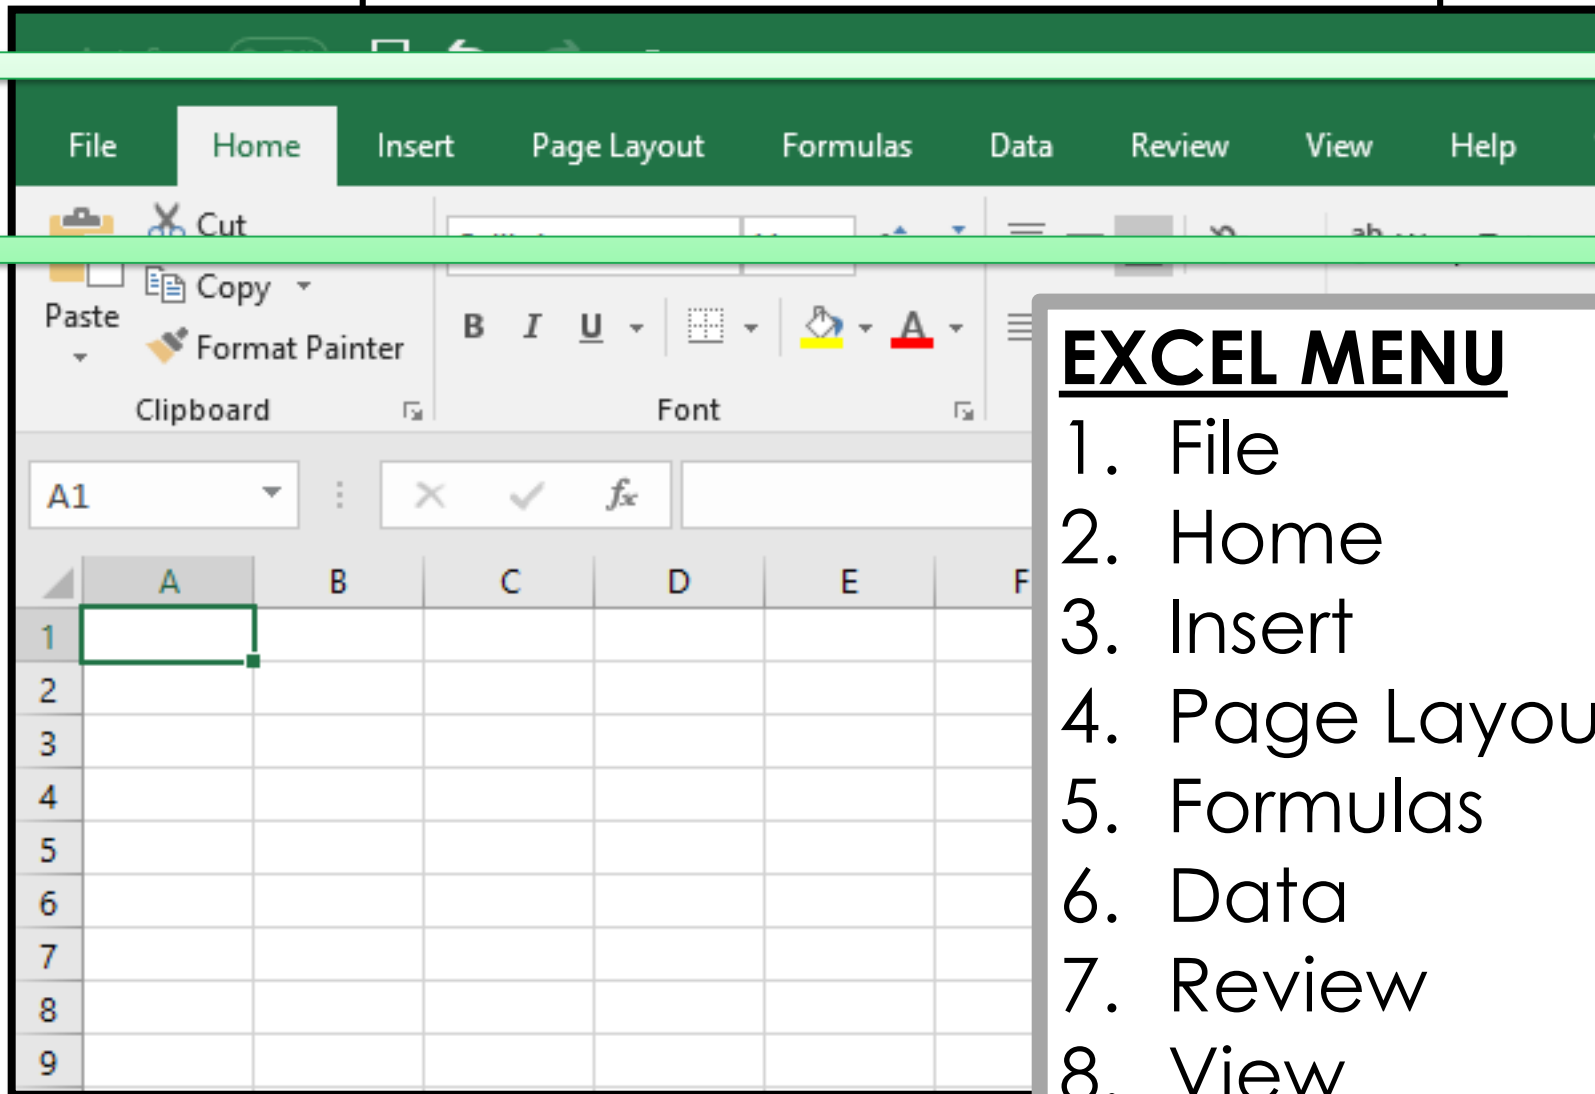 File Home Insert Page Layout Formulas Data Review View Help
Cut
Copy
Paste
Format Painter
B I U A
Clipboard Font
A1 fx
A B C D E F
1
2
3
4
5
6
7
8
9
EXCEL MENU
1. File
2. Home
3. Insert
4. Page Layou
5. Formulas
6. Data
7. Review
8. View